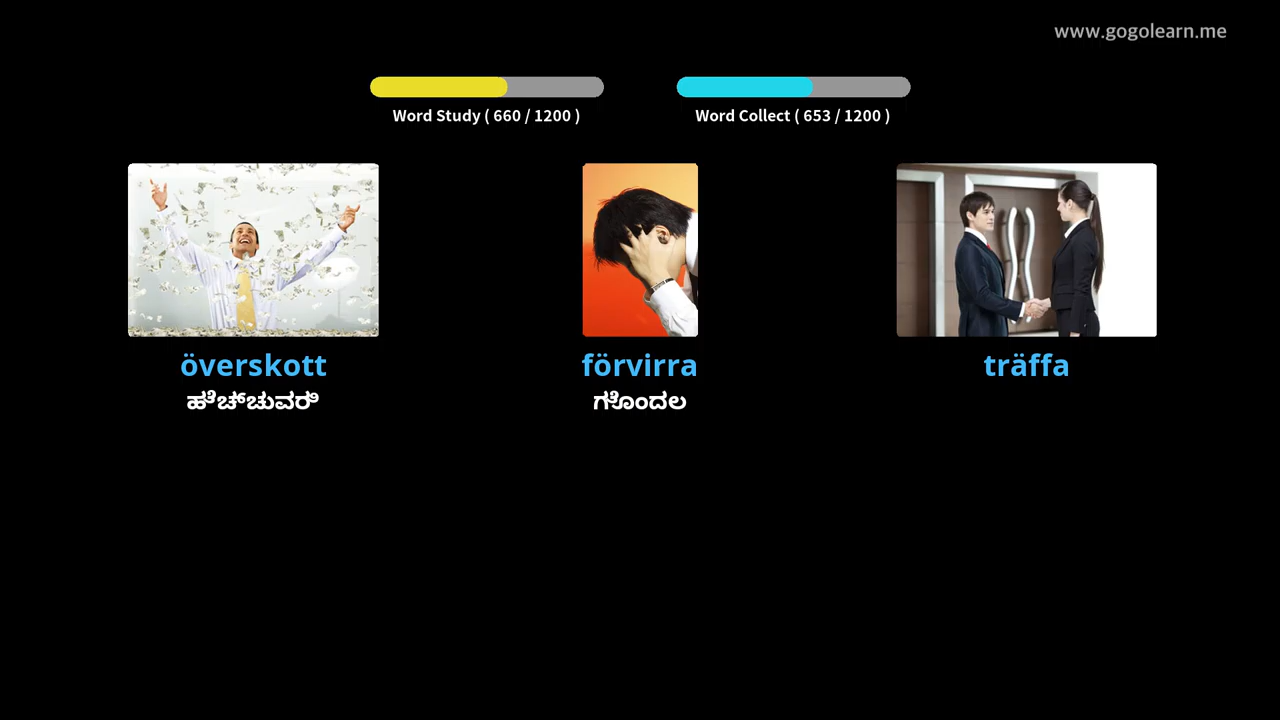 www.gogolearn.me
Word Study ( 660 / 1200 )
Word Collect ( 653 / 1200 )
överskott
förvirra
träffa
ಹೆಚ್ಚುವರಿ
ಗೊಂದಲ